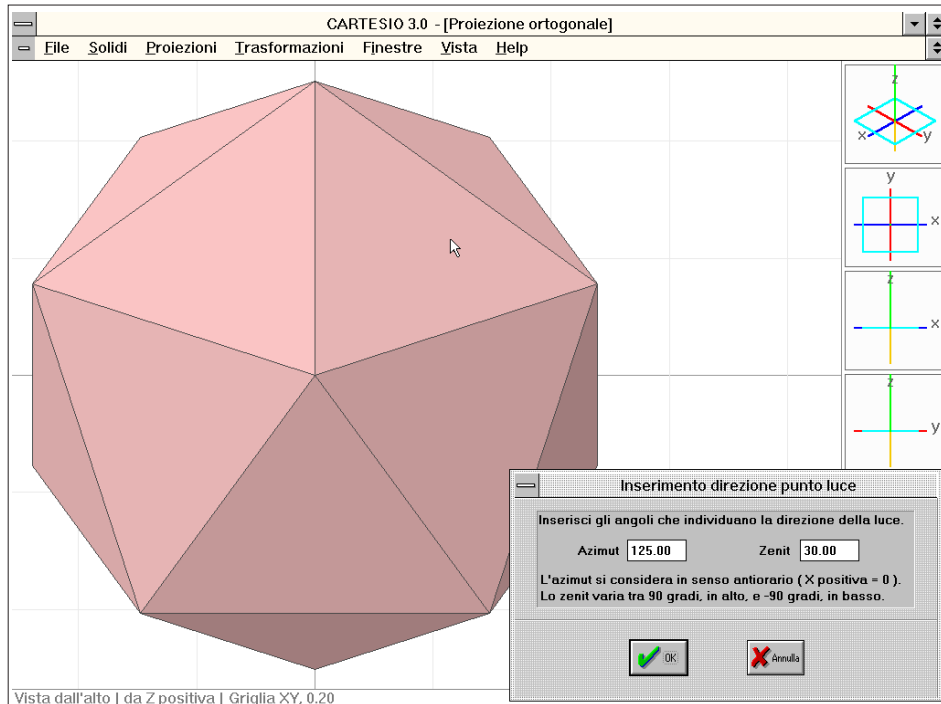 CARTESIO 3.0 - [Proiezione ortogonale]
File Solidi Proiezioni Trasformazioni Finestre Vista Help
z
x y
y
x
z
x
z
y
Inserimento direzione punto luce
Inserisci gli angoli che individuano la direzione della luce.
Azimut 125.00 Zenit 30.00
L'azimut si considera in senso antiorario ( X positiva = 0 ).
Lo zenit varia tra 90 gradi, in alto, e -90 gradi, in basso.
OK Annulla
Vista dall'alto | da Z positiva | Griglia XY, 0.20